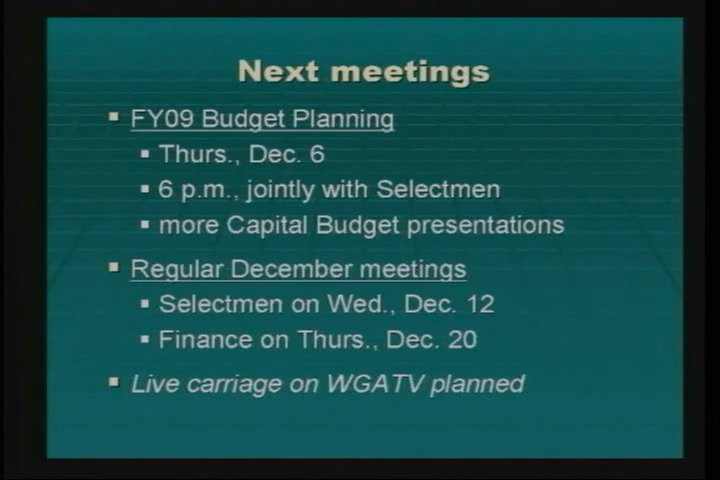 Next meetings
FY09 Budget Planning
Thurs., Dec. 6
6 p.m., jointly with Selectmen
more Capital Budget presentations
Regular December meetings
Selectmen on Wed., Dec. 12
Finance on Thurs., Dec. 20
Live carriage on WGATV planned